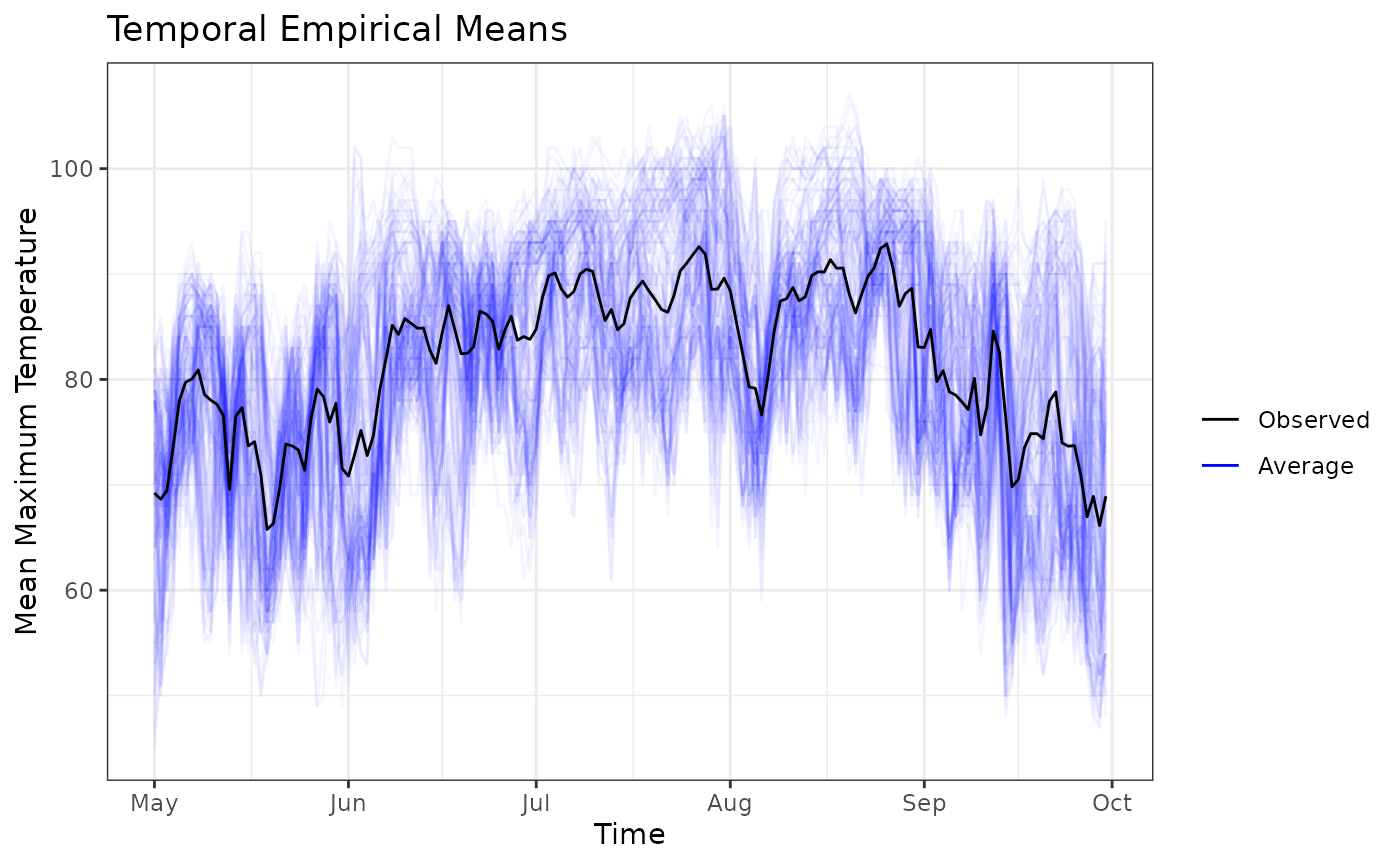 Temporal Empirical Means
Mean Maximum Temperature
100
80
60
May Jun Jul Aug Sep Oct
Time
Observed
Average